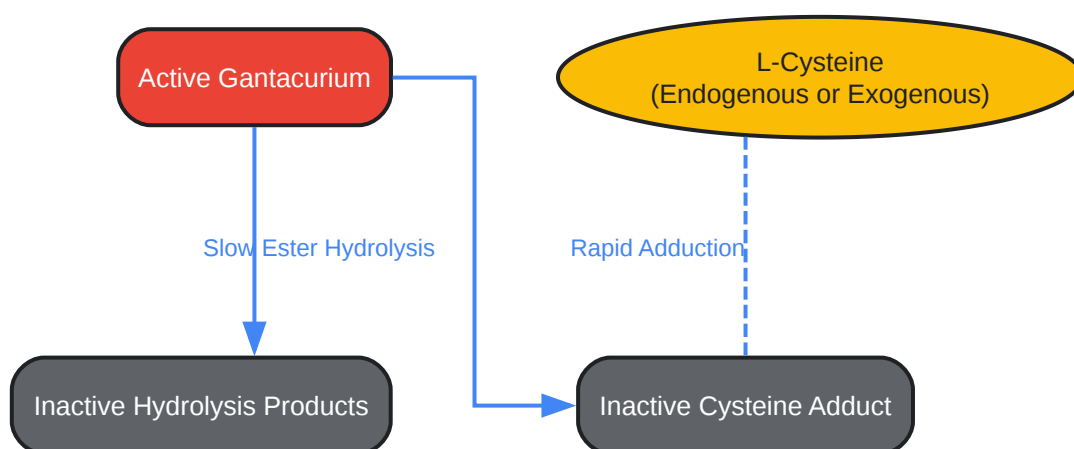 Active Gantacurium
L-Cysteine
(Endogenous or Exogenous)
Slow Ester Hydrolysis
Rapid Adduction
Inactive Hydrolysis Products
Inactive Cysteine Adduct